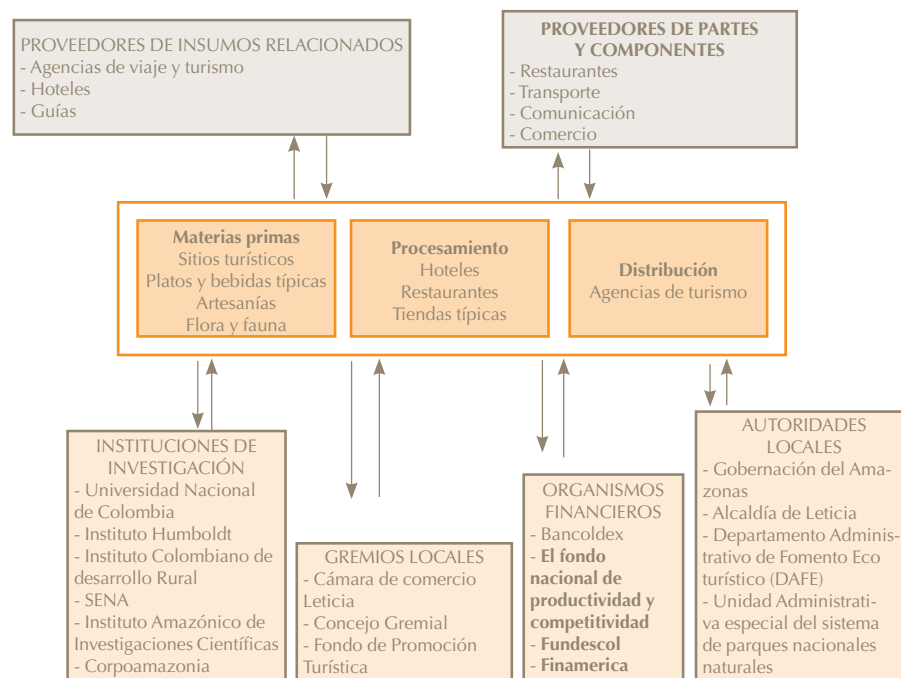 PROVEEDORES DE INSUMOS RELACIONADOS
- Agencias de viaje y turismo
- Hoteles
- Guías
PROVEEDORES DE PARTES
Y COMPONENTES
- Restaurantes
- Transporte
- Comunicación
- Comercio
Materias primas
Sitios turísticos
Platos y bebidas típicas
Artesanías
Flora y fauna
Procesamiento
Hoteles
Restaurantes
Tiendas típicas
Distribución
Agencias de turismo
INSTITUCIONES DE
INVESTIGACIÓN
- Universidad Nacional
de Colombia
- Instituto Humboldt
- Instituto Colombiano de
desarrollo Rural
- SENA
- Instituto Amazónico de
Investigaciones Científicas
- Corpoamazonia
GREMIOS LOCALES
- Cámara de comercio
Leticia
- Concejo Gremial
- Fondo de Promoción
Turística
ORGANISMOS
FINANCIEROS
- Bancoldex
- El fondo
nacional de
productividad y
competitividad
- Fundescol
- Finamerica
AUTORIDADES
LOCALES
- Gobernación del Ama-
zonas
- Alcaldía de Leticia
- Departamento Adminis-
trativo de Fomento Eco
turístico (DAFE)
- Unidad Administrati-
va especial del sistema
de parques nacionales
naturales